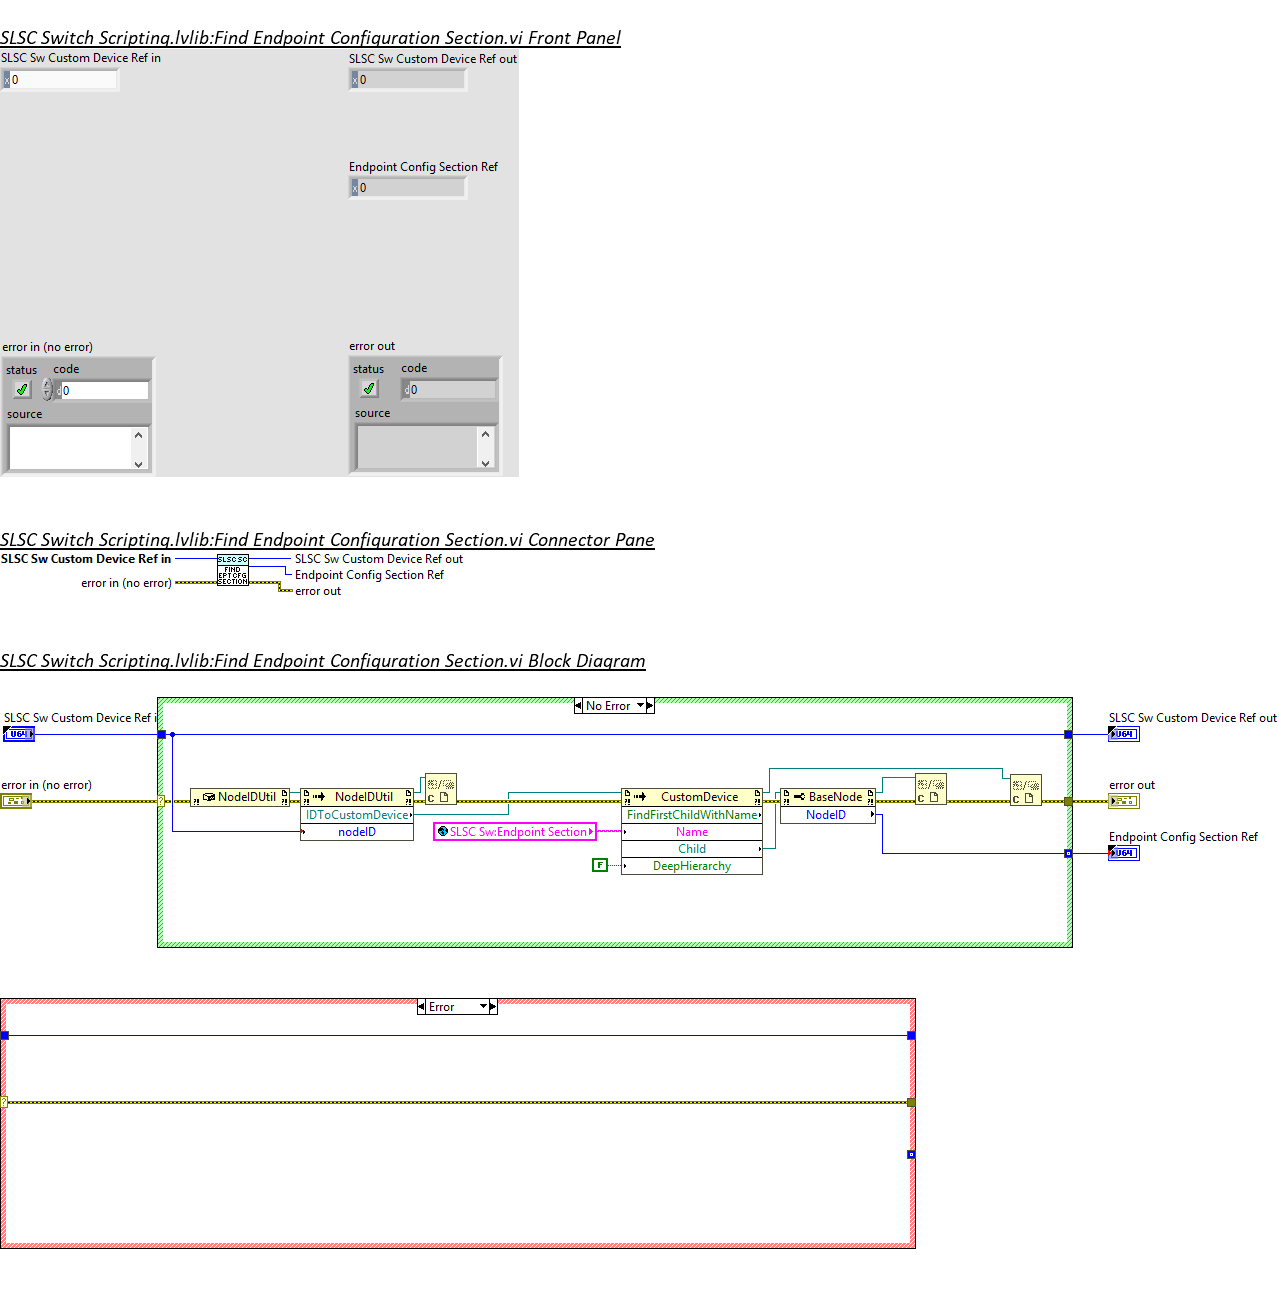 SLSC Switch Scripting.lvlib:Find Endpoint Configuration Section.vi Front Panel
SLSC Sw Custom Device Ref in
SLSC Sw Custom Device Ref out
x 0
x 0
Endpoint Config Section Ref
x 0
error in (no error)
error out
status
code
status
code
d 0
d 0
source
source
SLSC Switch Scripting.lvlib:Find Endpoint Configuration Section.vi Connector Pane
SLSC Sw Custom Device Ref in
SLSC SC
SLSC Sw Custom Device Ref out
FIND
EPT CFG
SECTION
Endpoint Config Section Ref
error in (no error)
error out
SLSC Switch Scripting.lvlib:Find Endpoint Configuration Section.vi Block Diagram
No Error
SLSC Sw Custom Device Ref i
SLSC Sw Custom Device Ref out
U64
U64
error in (no error)
error out
?
NodeIDUtil
NodeIDUtil
C
CustomDevice
BaseNode
C
C
IDToCustomDevice
FindFirstChildWithName
NodeID
nodeID
SLSC Sw:Endpoint Section
Name
Endpoint Config Section Ref
Child
U64
F
DeepHierarchy
Error
?